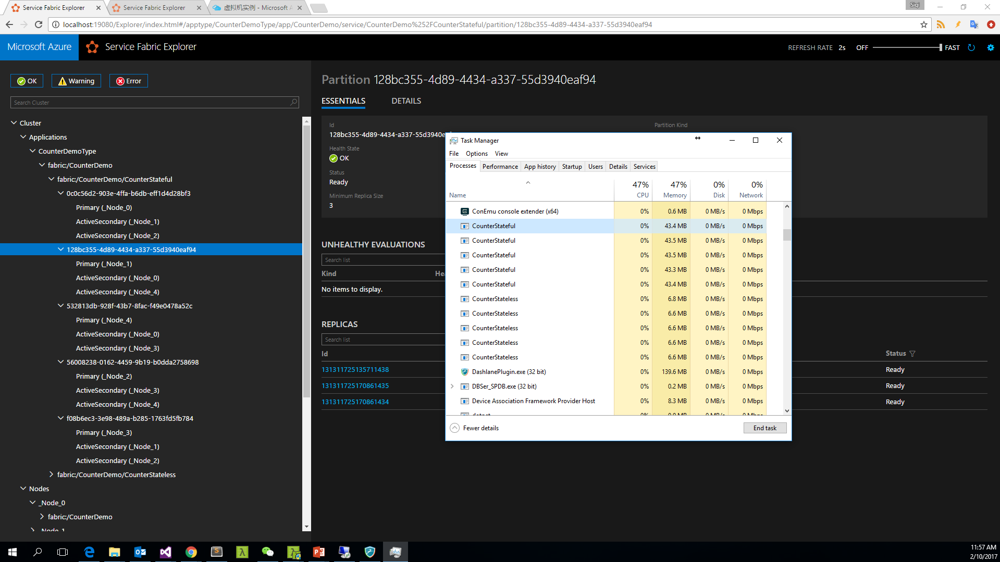 Service Fabric Explorer
Service Fabric Explorer
虚拟机实例 - Microsoft A
Siqi
localhost:19080/Explorer/index.html#/apptype/CounterDemoType/app/CounterDemo/service/CounterDemo%252FCounterStateful/partition/128bc355-4d89-4434-a337-55d3940eaf94
Microsoft Azure
Service Fabric Explorer
REFRESH RATE 2s OFF FAST
OK
Warning
Error
Search Cluster
Cluster
Applications
CounterDemoType
fabric:/CounterDemo
fabric:/CounterDemo/CounterStateful
0c0c56d2-903e-4ffa-b6db-eff1d4d28bf3
Primary (_Node_0)
ActiveSecondary (_Node_1)
ActiveSecondary (_Node_2)
128bc355-4d89-4434-a337-55d3940eaf94
Primary (_Node_1)
ActiveSecondary (_Node_0)
ActiveSecondary (_Node_4)
532813db-928f-43b7-8fac-f49e0478a52c
Primary (_Node_4)
ActiveSecondary (_Node_0)
ActiveSecondary (_Node_3)
56008238-0162-4459-9b19-b0dda2758698
Primary (_Node_2)
ActiveSecondary (_Node_3)
ActiveSecondary (_Node_4)
f08b6ec3-3e98-489a-b285-1763fd5fb784
Primary (_Node_3)
ActiveSecondary (_Node_1)
ActiveSecondary (_Node_2)
fabric:/CounterDemo/CounterStateless
Nodes
_Node_0
fabric:/CounterDemo
_Node_1
Partition 128bc355-4d89-4434-a337-55d3940eaf94
ESSENTIALS DETAILS
Id
128bc355-4d89-4434-a337-55d3940e
Partition Kind
Health State
OK
Status
Ready
Minimum Replica Size
3
UNHEALTHY EVALUATIONS
Search list
Kind He
No items to display.
REPLICAS
Search list
Id Status
131311725135711438 Ready
131311725170861435 Ready
131311725170861434 Ready
Task Manager
File Options View
Processes Performance App history Startup Users Details Services
47% 47% 0% 0%
Name CPU Memory Disk Network
ConEmu console extender (x64) 0% 0.6 MB 0 MB/s 0 Mbps
CounterStateful 0% 43.4 MB 0 MB/s 0 Mbps
CounterStateful 0% 43.5 MB 0 MB/s 0 Mbps
CounterStateful 0% 43.5 MB 0 MB/s 0 Mbps
CounterStateful 0% 43.3 MB 0 MB/s 0 Mbps
CounterStateful 0% 43.4 MB 0 MB/s 0 Mbps
CounterStateless 0% 6.8 MB 0 MB/s 0 Mbps
CounterStateless 0% 6.6 MB 0 MB/s 0 Mbps
CounterStateless 0% 6.6 MB 0 MB/s 0 Mbps
CounterStateless 0% 6.6 MB 0 MB/s 0 Mbps
CounterStateless 0% 6.6 MB 0 MB/s 0 Mbps
DashlanePlugin.exe (32 bit) 0% 139.6 MB 0 MB/s 0 Mbps
DBSer_SPDB.exe (32 bit) 0% 0.2 MB 0 MB/s 0 Mbps
Device Association Framework Provider Host 0% 8.3 MB 0 MB/s 0 Mbps
Fewer details
End task
11:57 AM
2/10/2017